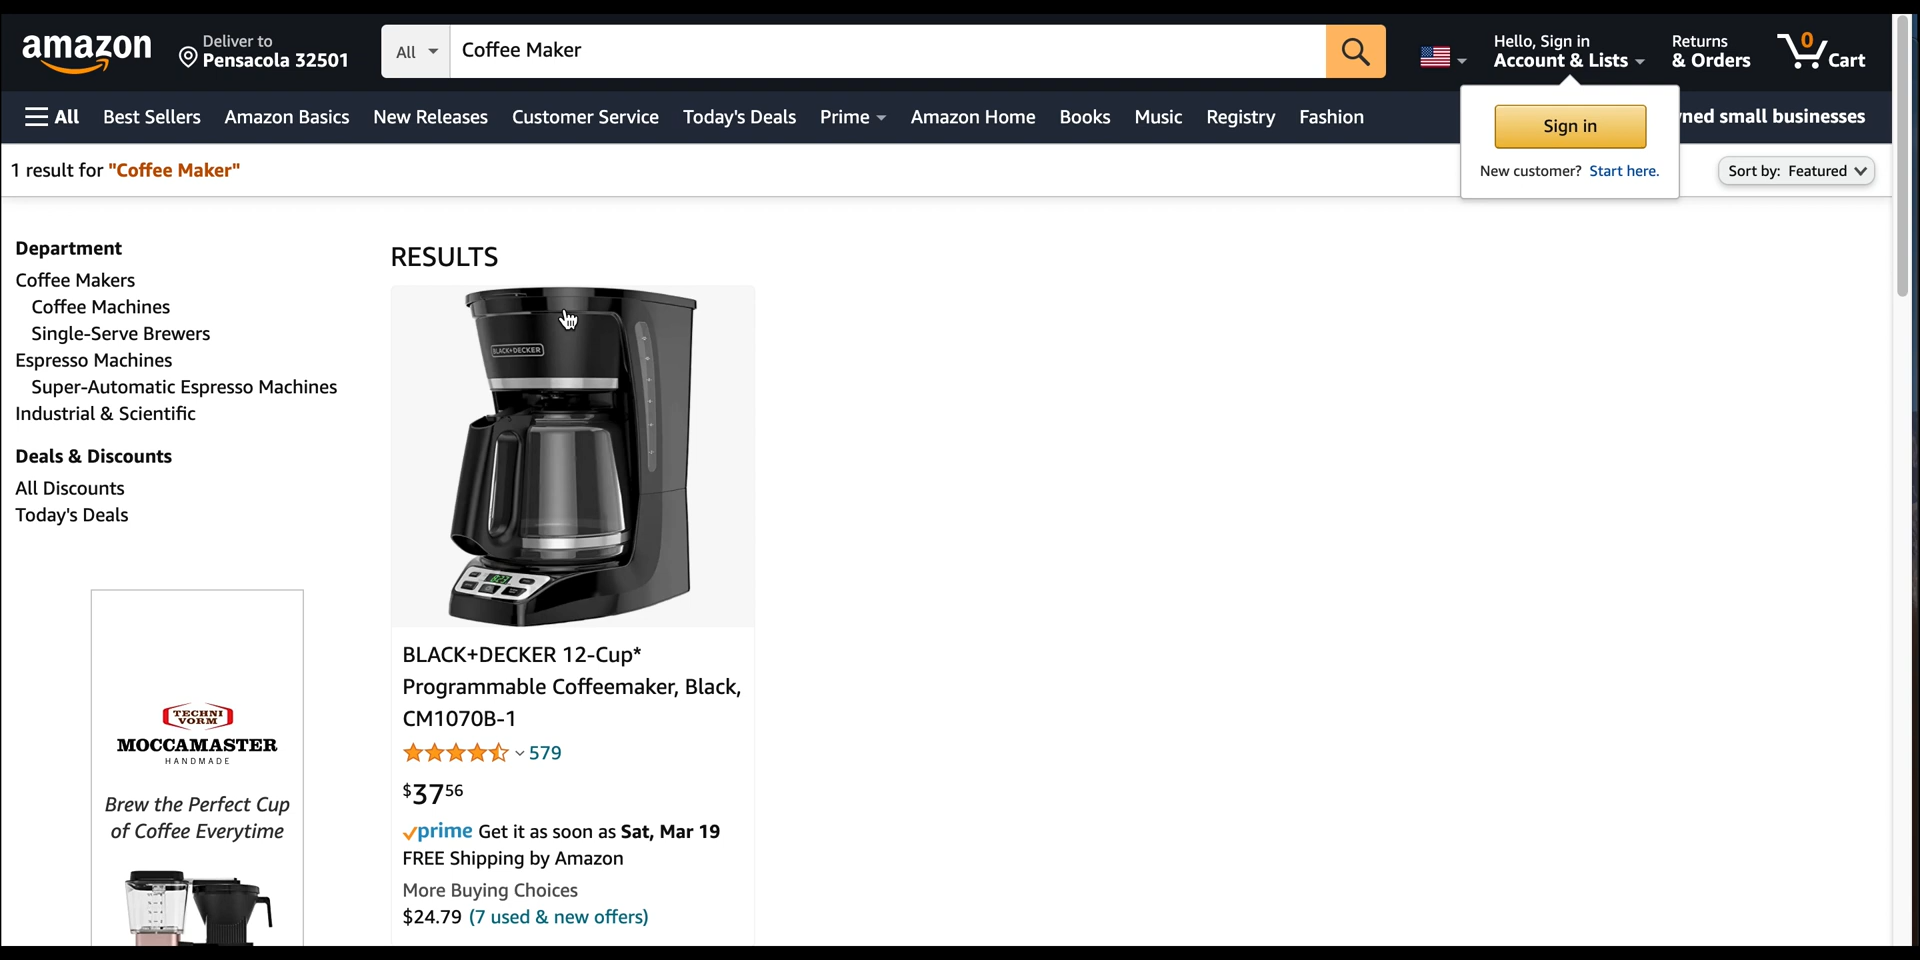 amazon
Deliver to
Pensacola 32501
All
Coffee Maker
Hello, Sign in
Account & Lists
Returns
& Orders
0
Cart
All
Best Sellers
Amazon Basics
New Releases
Customer Service
Today's Deals
Prime
Amazon Home
Books
Music
Registry
Fashion
ned small businesses
Sign in
New customer? Start here.
1 result for "Coffee Maker"
Sort by: Featured
Department
Coffee Makers
Coffee Machines
Single-Serve Brewers
Espresso Machines
Super-Automatic Espresso Machines
Industrial & Scientific
Deals & Discounts
All Discounts
Today's Deals
TECHNI
VORM
MOCCAMASTER
HANDMADE
Brew the Perfect Cup
of Coffee Everytime
RESULTS
BLACK+DECKER
BLACK+DECKER 12-Cup*
Programmable Coffeemaker, Black,
CM1070B-1
579
$3756
prime Get it as soon as Sat, Mar 19
FREE Shipping by Amazon
More Buying Choices
$24.79 (7 used & new offers)